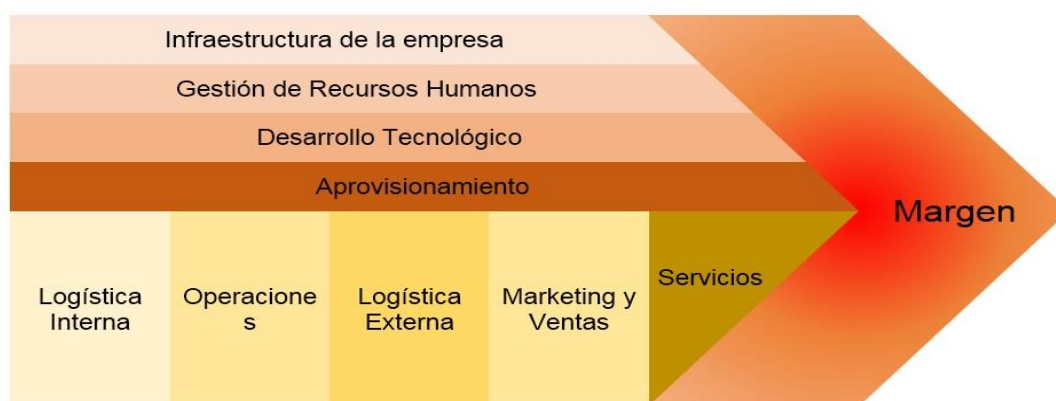 Infraestructura de la empresa
Gestión de Recursos Humanos
Desarrollo Tecnológico
Aprovisionamiento
Margen
Logística
Interna
Operacione
s
Logística
Externa
Marketing y
Ventas
Servicios